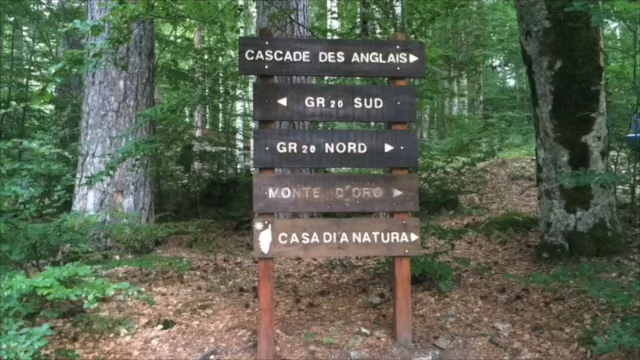 CASCADE DES ANGLAIS
GR20 SUD
GR20 NORD
MONTE D'ORO
CASA DI A NATURA